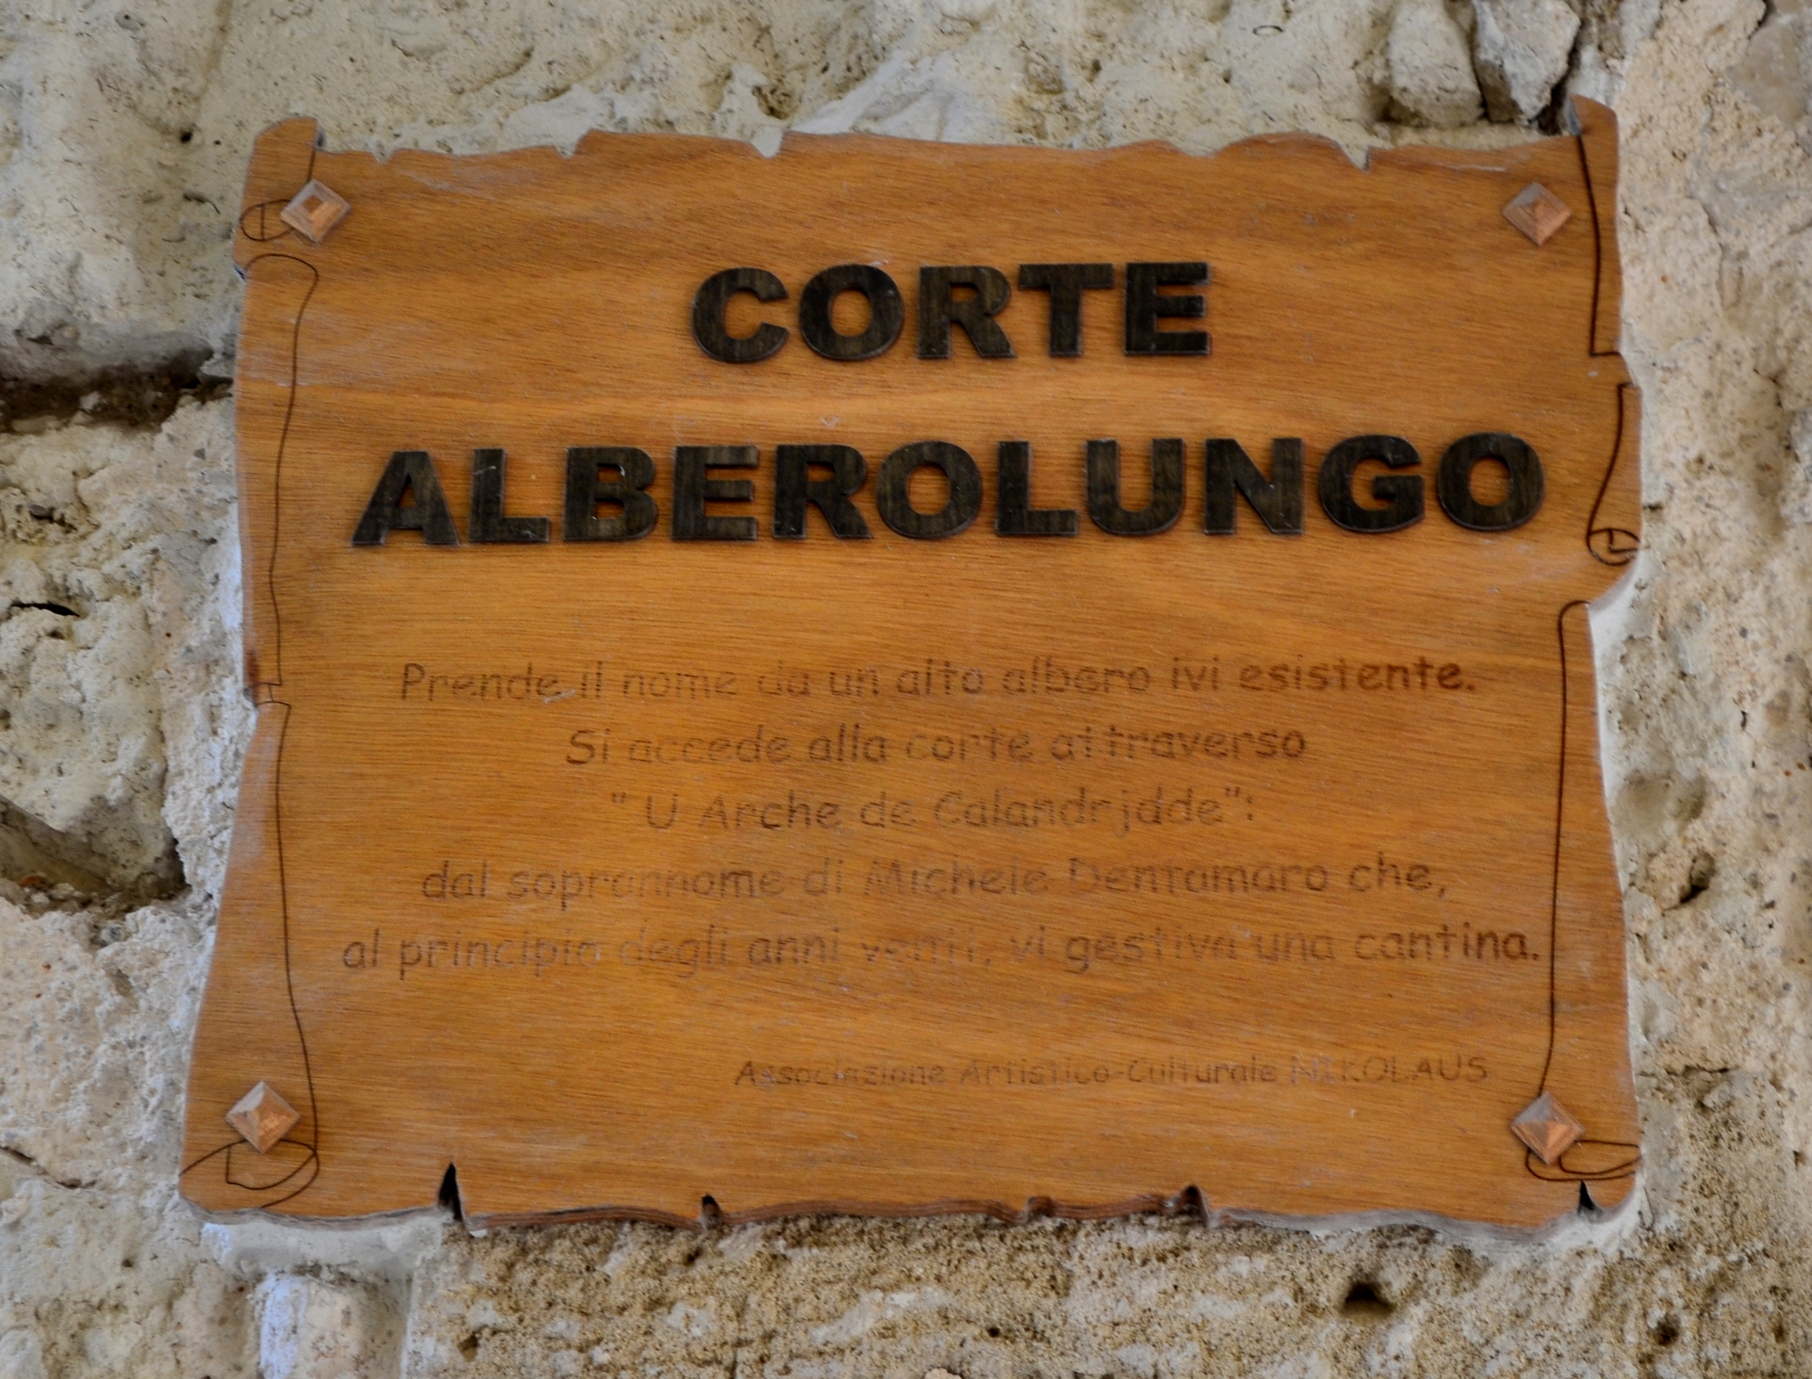 CORTE
ALBEROLUNGO
Prende il nome da un alto albero ivi esistente.
Si accede alla corte attraverso
" U Arche de Calandrjdde":
dal soprannome di Michele Dentamaro che,
al principio degli anni venti, vi gestiva una cantina.
Associazione Artistico-Culturale NIKOLAUS